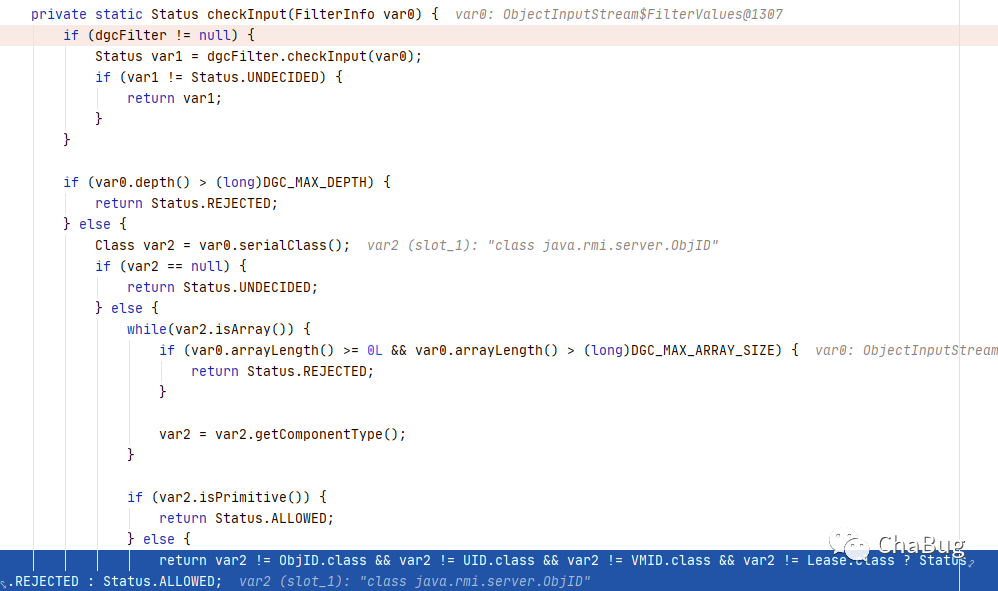 private static Status checkInput(FilterInfo var0) {  var0: ObjectInputStream$FilterValues@1307
if (dgcFilter != null) {
Status var1 = dgcFilter.checkInput(var0);
if (var1 != Status.UNDECIDED) {
return var1;
}
}
if (var0.depth() > (long)DGC_MAX_DEPTH) {
return Status.REJECTED;
} else {
Class var2 = var0.serialClass();  var2 (slot_1): "class java.rmi.server.ObjID"
if (var2 == null) {
return Status.UNDECIDED;
} else {
while(var2.isArray()) {
if (var0.arrayLength() >= 0L && var0.arrayLength() > (long)DGC_MAX_ARRAY_SIZE) {  var0: ObjectInputStream
return Status.REJECTED;
}
var2 = var2.getComponentType();
}
if (var2.isPrimitive()) {
return Status.ALLOWED;
} else {
return var2 != ObjID.class && var2 != UID.class && var2 != VMID.class && var2 != Lease.class ? Status
.REJECTED : Status.ALLOWED;  var2 (slot_1): "class java.rmi.server.ObjID"
ChaBug